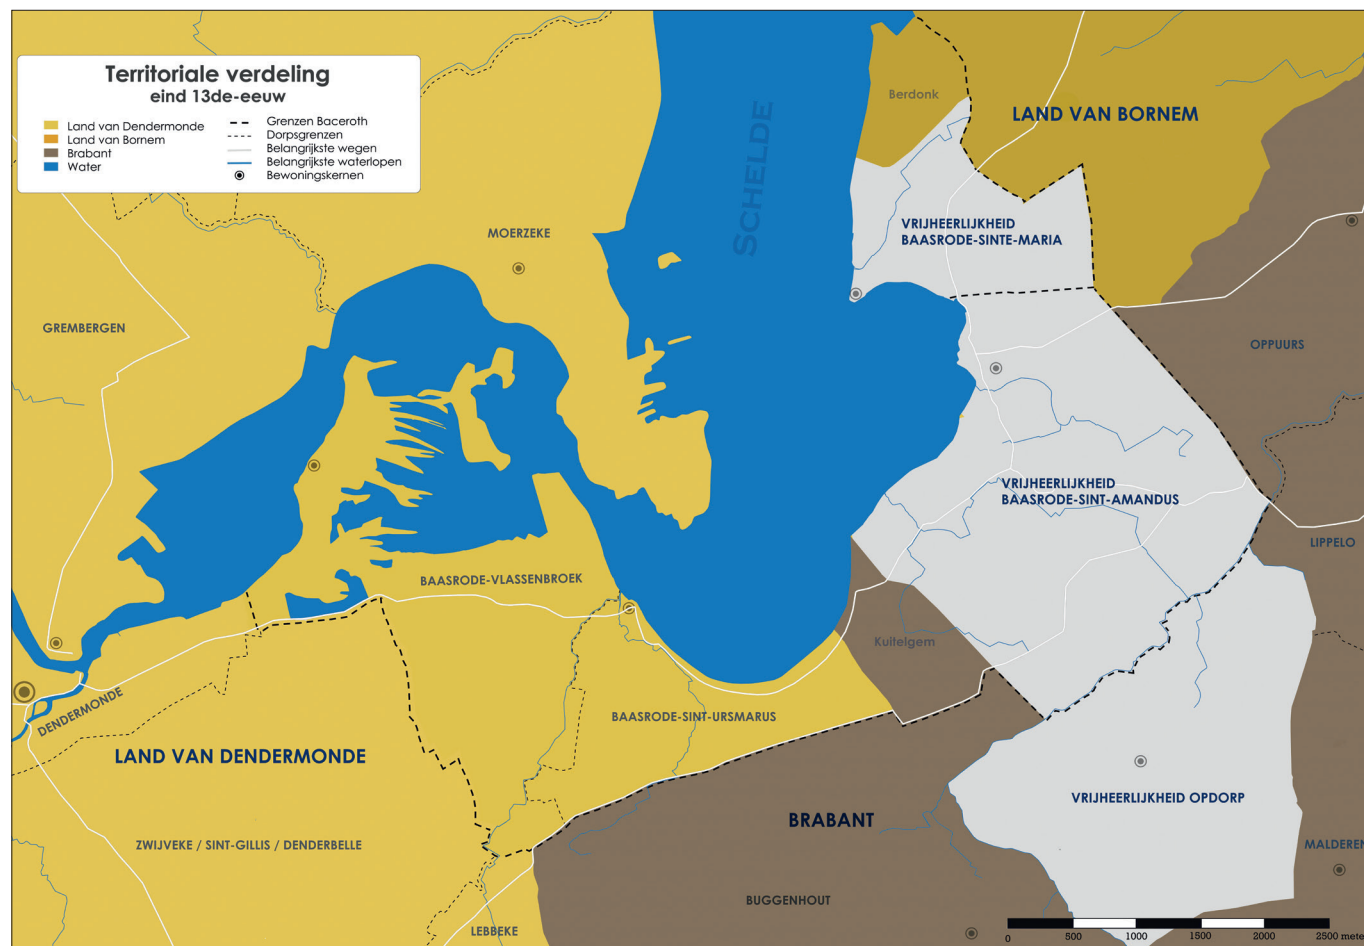 Territoriale verdeling
eind 13de-eeuw
Land van Dendermonde
Land van Bornem
Brabant
Water
Grenzen Baceroth
Dorpsgrenzen
Belangrijkste wegen
Belangrijkste waterlopen
Bewoningskernen
SCHELDE
Berdonk
LAND VAN BORNEM
MOERZEKE
VRIJHEERLIJKHEID
BAASRODE-SINTE-MARIA
GREMBERGEN
OPPUURS
VRIJHEERLIJKHEID
BAASRODE-SINT-AMANDUS
LIPPELO
BAASRODE-VLASSENBROEK
Kuitelgem
DENDERMONDE
BAASRODE-SINT-URSMARUS
LAND VAN DENDERMONDE
VRIJHEERLIJKHEID OPDORP
BRABANT
ZWIJVEKE / SINT-GILLIS / DENDERBELLE
MALDEREN
BUGGENHOUT
LEBBEKE
0 500 1000 1500 2000 2500 mete